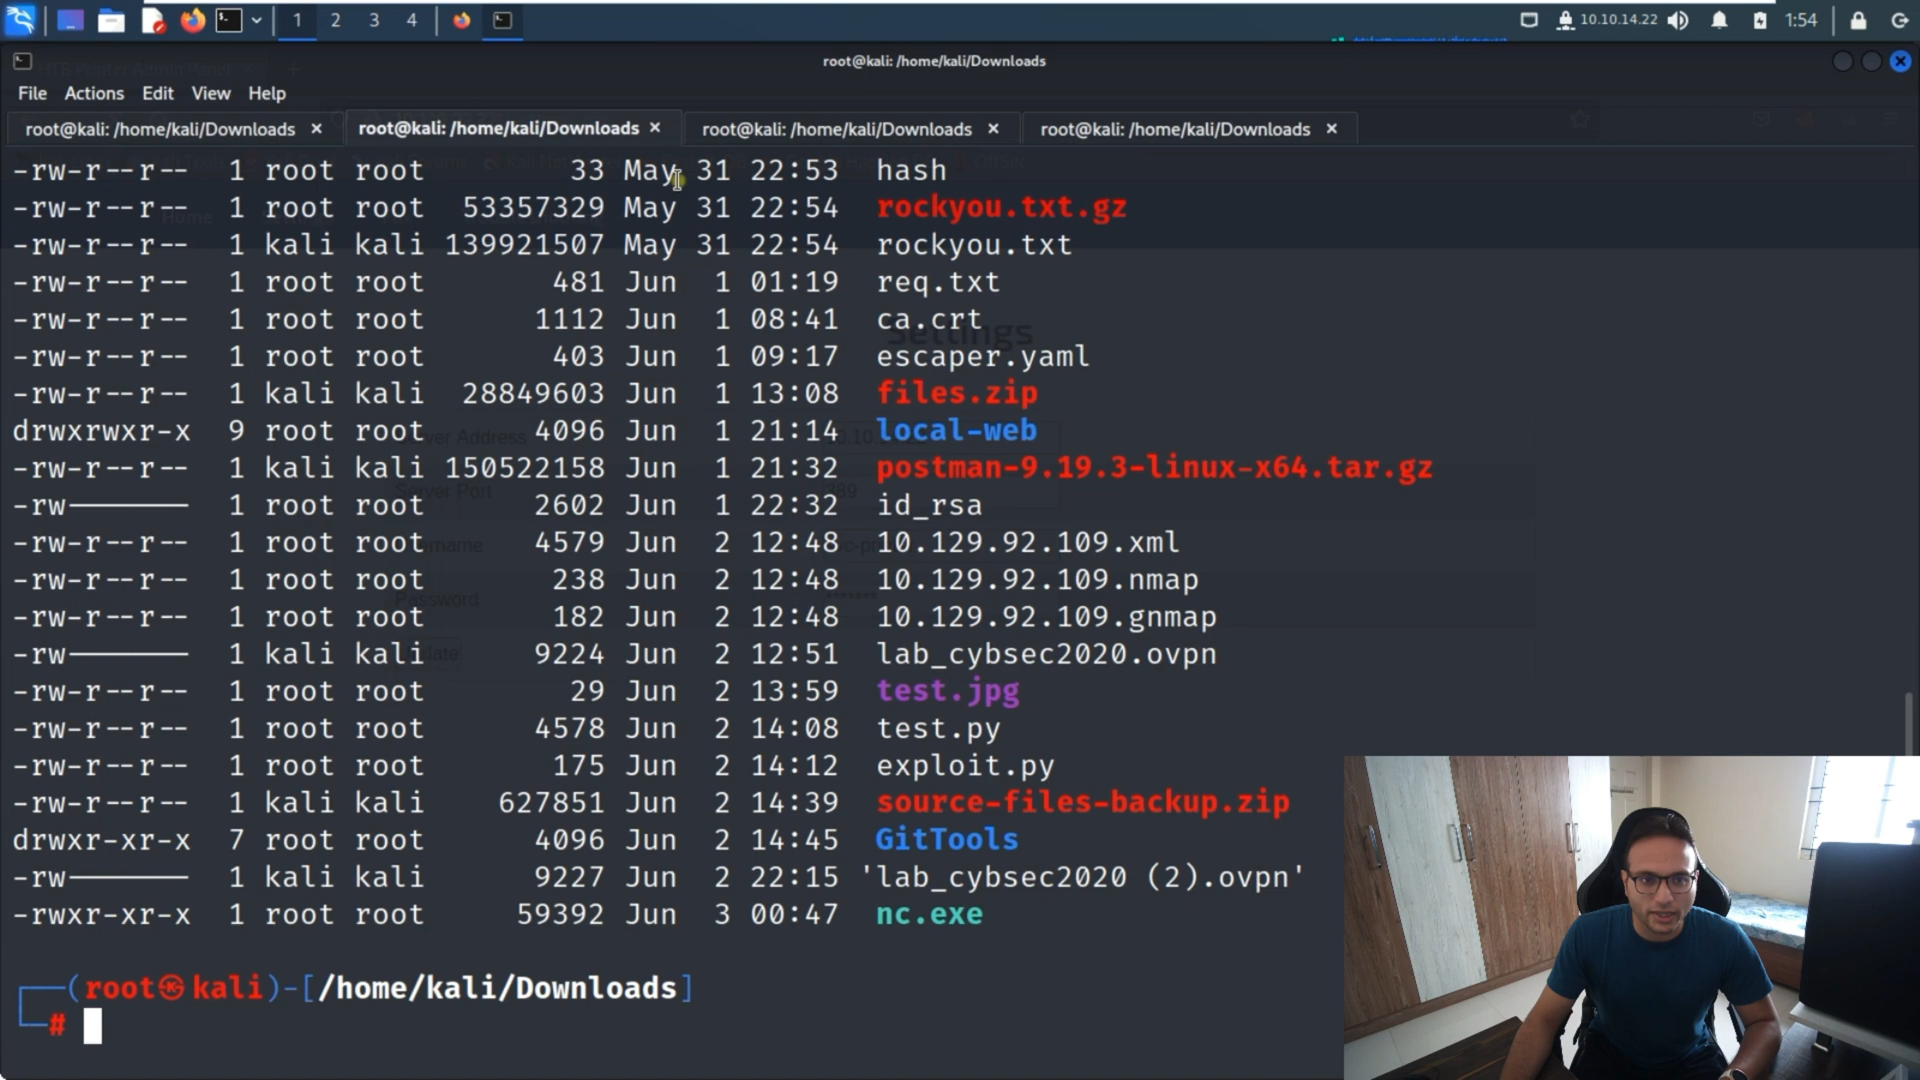 1 2 3 4 10.10.14.22 1:54
root@kali: /home/kali/Downloads
File Actions Edit View Help
root@kali: /home/kali/Downloads × root@kali: /home/kali/Downloads × root@kali: /home/kali/Downloads × root@kali: /home/kali/Downloads ×
-rw-r--r-- 1 root root 33 May 31 22:53 hash
-rw-r--r-- 1 root root 53357329 May 31 22:54 rockyou.txt.gz
-rw-r--r-- 1 kali kali 139921507 May 31 22:54 rockyou.txt
-rw-r--r-- 1 root root 481 Jun 1 01:19 req.txt
-rw-r--r-- 1 root root 1112 Jun 1 08:41 ca.crt
-rw-r--r-- 1 root root 403 Jun 1 09:17 escaper.yaml
-rw-r--r-- 1 kali kali 28849603 Jun 1 13:08 files.zip
drwxrwxr-x 9 root root 4096 Jun 1 21:14 local-web
-rw-r--r-- 1 kali kali 150522158 Jun 1 21:32 postman-9.19.3-linux-x64.tar.gz
-rw------- 1 root root 2602 Jun 1 22:32 id_rsa
-rw-r--r-- 1 root root 4579 Jun 2 12:48 10.129.92.109.xml
-rw-r--r-- 1 root root 238 Jun 2 12:48 10.129.92.109.nmap
-rw-r--r-- 1 root root 182 Jun 2 12:48 10.129.92.109.gnmap
-rw------- 1 kali kali 9224 Jun 2 12:51 lab_cybsec2020.ovpn
-rw-r--r-- 1 root root 29 Jun 2 13:59 test.jpg
-rw-r--r-- 1 root root 4578 Jun 2 14:08 test.py
-rw-r--r-- 1 root root 175 Jun 2 14:12 exploit.py
-rw-r--r-- 1 kali kali 627851 Jun 2 14:39 source-files-backup.zip
drwxr-xr-x 7 root root 4096 Jun 2 14:45 GitTools
-rw------- 1 kali kali 9227 Jun 2 22:15 'lab_cybsec2020 (2).ovpn'
-rwxr-xr-x 1 root root 59392 Jun 3 00:47 nc.exe
┌──(root㉿kali)-[/home/kali/Downloads]
└─#